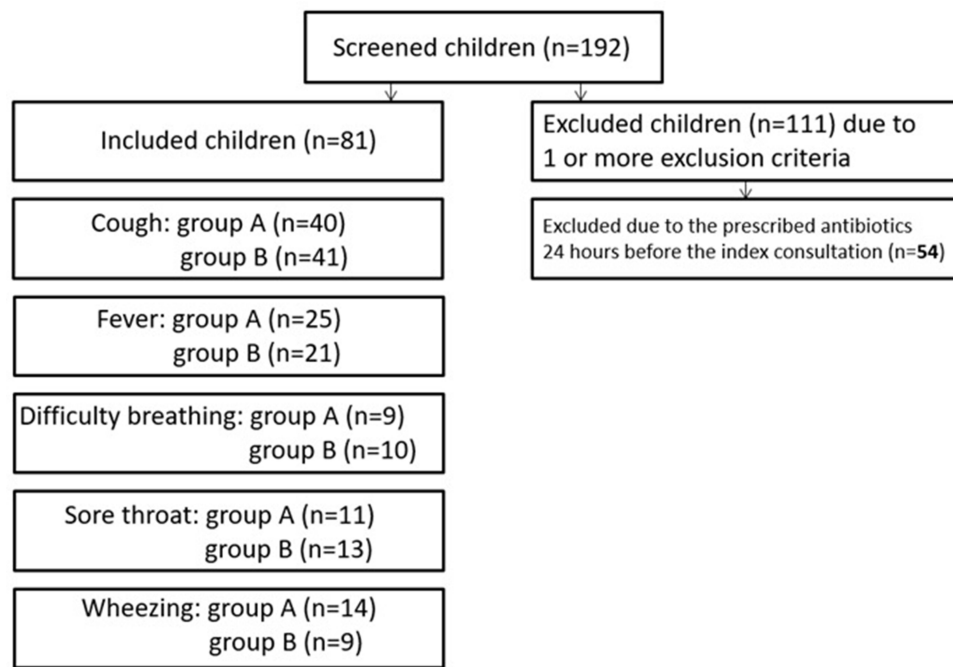 Screened children (n=192)
Included children (n=81)
Excluded children (n=111) due to
1 or more exclusion criteria
Excluded due to the prescribed antibiotics
24 hours before the index consultation (n=54)
Cough: group A (n=40)
group B (n=41)
Fever: group A (n=25)
group B (n=21)
Difficulty breathing: group A (n=9)
group B (n=10)
Sore throat: group A (n=11)
group B (n=13)
Wheezing: group A (n=14)
group B (n=9)